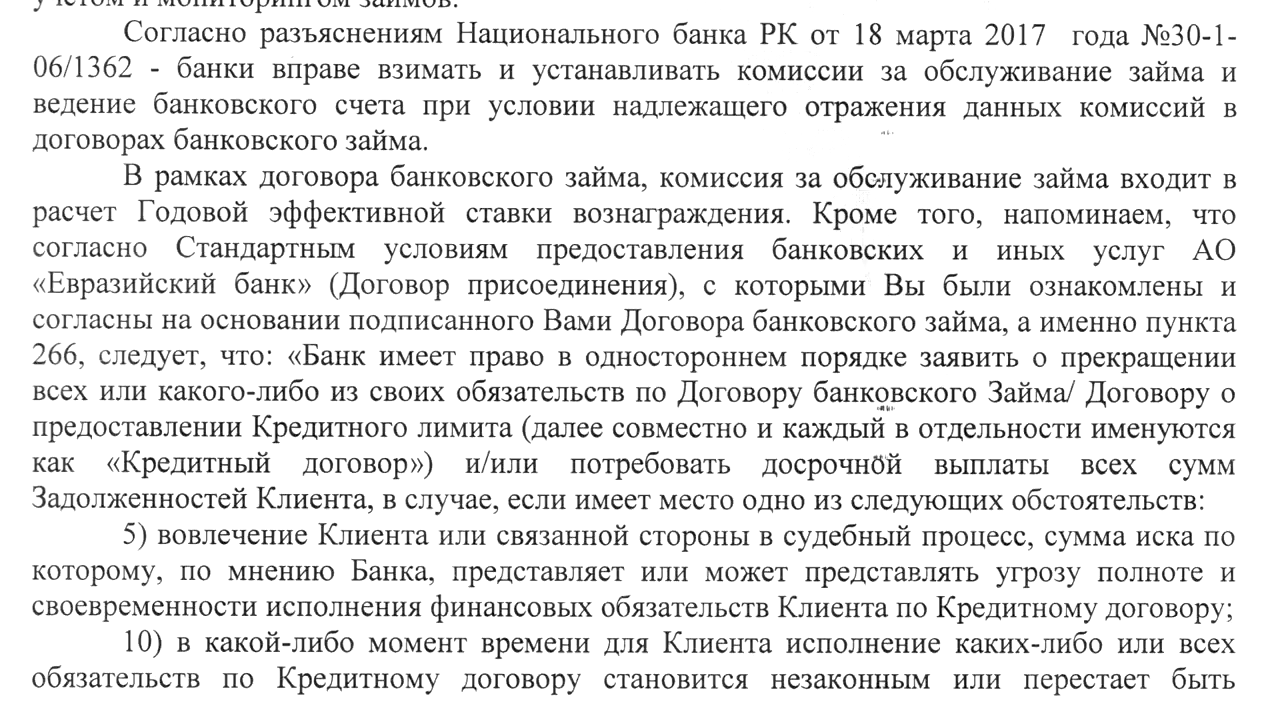 учетом и мониторингом займов.
Согласно разъяснениям Национального банка РК от 18 марта 2017 года №30-1-
06/1362 - банки вправе взимать и устанавливать комиссии за обслуживание займа и
ведение банковского счета при условии надлежащего отражения данных комиссий в
договорах банковского займа.
В рамках договора банковского займа, комиссия за обслуживание займа входит в
расчет Годовой эффективной ставки вознаграждения. Кроме того, напоминаем, что
согласно Стандартным условиям предоставления банковских и иных услуг АО
«Евразийский банк» (Договор присоединения), с которыми Вы были ознакомлены и
согласны на основании подписанного Вами Договора банковского займа, а именно пункта
266, следует, что: «Банк имеет право в одностороннем порядке заявить о прекращении
всех или какого-либо из своих обязательств по Договору банковского Займа/ Договору о
предоставлении Кредитного лимита (далее совместно и каждый в отдельности именуются
как «Кредитный договор») и/или потребовать досрочной выплаты всех сумм
Задолженностей Клиента, в случае, если имеет место одно из следующих обстоятельств:
5) вовлечение Клиента или связанной стороны в судебный процесс, сумма иска по
которому, по мнению Банка, представляет или может представлять угрозу полноте и
своевременности исполнения финансовых обязательств Клиента по Кредитному договору;
10) в какой-либо момент времени для Клиента исполнение каких-либо или всех
обязательств по Кредитному договору становится незаконным или перестает быть